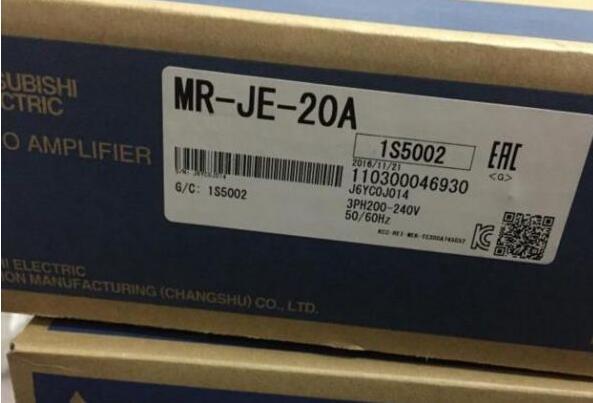 SUBISHI
CTRIC
O AMPLIFIER
MR-JE-20A
1S5002
EAC
2016/11/21
<Q>
110300046930
J6YC0J014
G/C: 1S5002
3PH200-240V
50/60Hz
HI ELECTRIC
ION MANUFACTURING (CHANGSHU) CO., LTD.